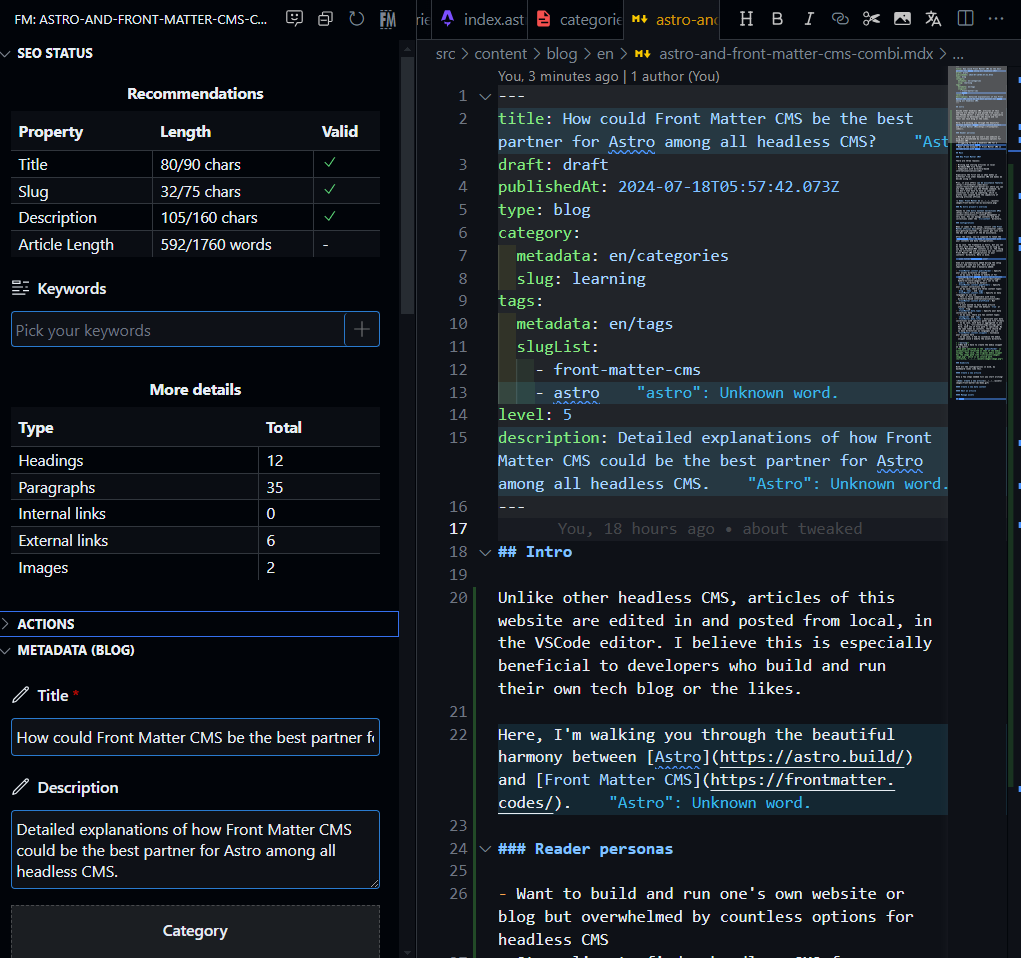 FM: ASTRO-AND-FRONT-MATTER-CMS-C...
FM
index.ast
categorie
astro-and
H B I
SEO STATUS
Recommendations
Property Length Valid
Title 80/90 chars ✓
Slug 32/75 chars ✓
Description 105/160 chars ✓
Article Length 592/1760 words -
Keywords
Pick your keywords
More details
Type Total
Headings 12
Paragraphs 35
Internal links 0
External links 6
Images 2
ACTIONS
METADATA (BLOG)
Title *
How could Front Matter CMS be the best partner fo
Description
Detailed explanations of how Front Matter CMS
could be the best partner for Astro among all
headless CMS.
Category
src > content > blog > en > astro-and-front-matter-cms-combi.mdx > ...
You, 3 minutes ago | 1 author (You)
1 ---
2 title: How could Front Matter CMS be the best
partner for Astro among all headless CMS? "Ast
3 draft: draft
4 publishedAt: 2024-07-18T05:57:42.073Z
5 type: blog
6 category:
7 metadata: en/categories
8 slug: learning
9 tags:
10 metadata: en/tags
11 slugList:
12 - front-matter-cms
13 - astro "astro": Unknown word.
14 level: 5
15 description: Detailed explanations of how Front
Matter CMS could be the best partner for Astro
among all headless CMS. "Astro": Unknown word.
16 ---
17 You, 18 hours ago • about tweaked
18 ## Intro
19
20 Unlike other headless CMS, articles of this
website are edited in and posted from local, in
the VSCode editor. I believe this is especially
beneficial to developers who build and run
their own tech blog or the likes.
21
22 Here, I'm walking you through the beautiful
harmony between [Astro](https://astro.build/)
and [Front Matter CMS](https://frontmatter.
codes/). "Astro": Unknown word.
23
24 ### Reader personas
25
26 - Want to build and run one's own website or
blog but overwhelmed by countless options for
headless CMS